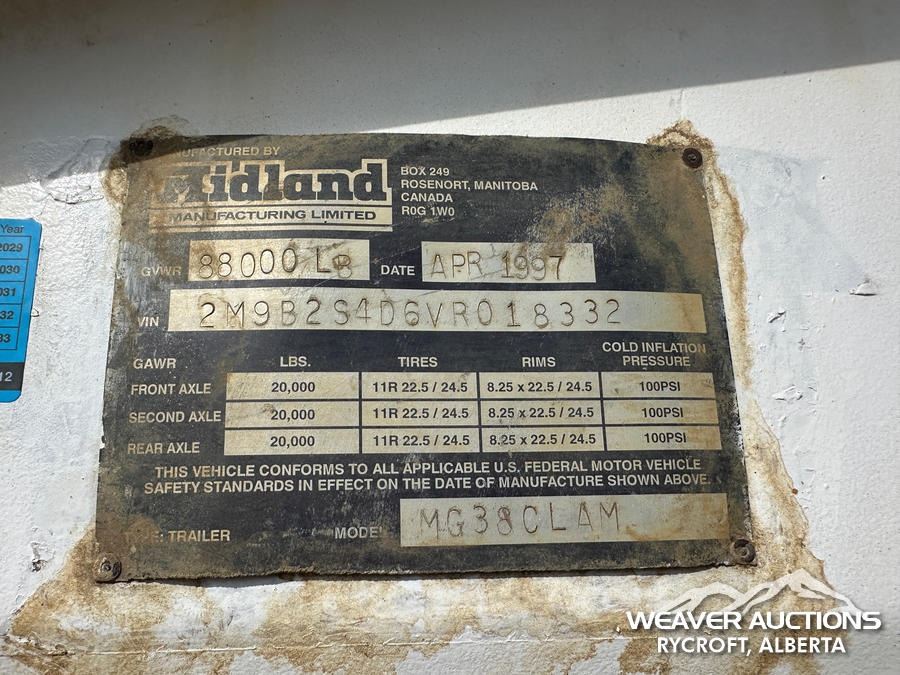 Year
2029
2030
2031
32
33
12
MANUFACTURED BY
Midland
MANUFACTURING LIMITED
BOX 249
ROSENORT, MANITOBA
CANADA
R0G 1W0
GVWR 88000 LB DATE APR 1997
VIN 2M9B2S4D6VR018332
GAWR LBS. TIRES RIMS COLD INFLATION PRESSURE
FRONT AXLE 20,000 11R 22.5 / 24.5 8.25 x 22.5 / 24.5 100PSI
SECOND AXLE 20,000 11R 22.5 / 24.5 8.25 x 22.5 / 24.5 100PSI
REAR AXLE 20,000 11R 22.5 / 24.5 8.25 x 22.5 / 24.5 100PSI
THIS VEHICLE CONFORMS TO ALL APPLICABLE U.S. FEDERAL MOTOR VEHICLE
SAFETY STANDARDS IN EFFECT ON THE DATE OF MANUFACTURE SHOWN ABOVE.
TYPE: TRAILER MODEL MG38CLAM
WEAVER AUCTIONS
RYCROFT, ALBERTA